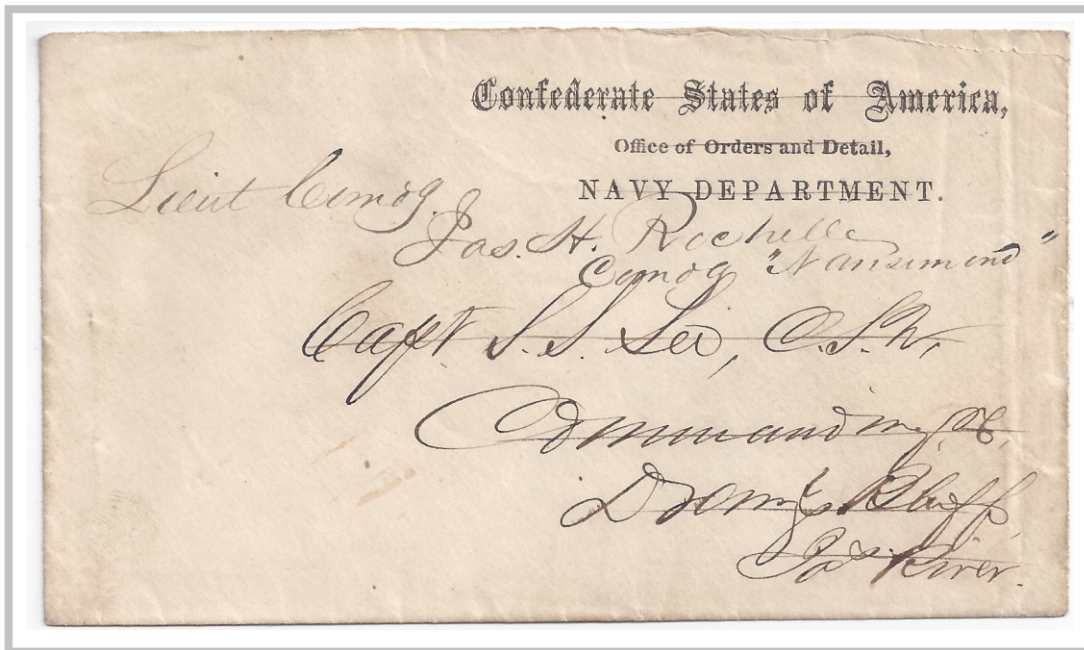 Confederate States of America,
Office of Orders and Detail,
NAVY DEPARTMENT.
Lieut Comdg.
Jas. H. Rochelle
Comdg "Nansemond"
Capt S. S. Lee, C.S.N.
Commanding &c.
Drewry's Bluff,
Jas. River.